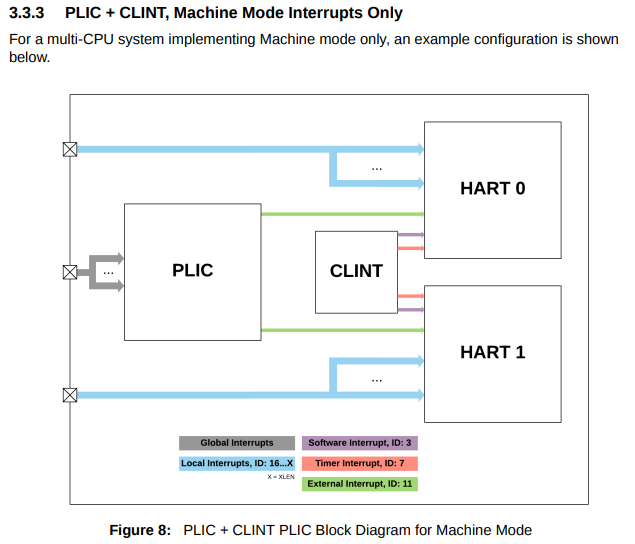 3.3.3 PLIC + CLINT, Machine Mode Interrupts Only
For a multi-CPU system implementing Machine mode only, an example configuration is shown
below.
...
HART 0
PLIC
CLINT
...
HART 1
...
Global Interrupts
Software Interrupt, ID: 3
Local Interrupts, ID: 16...X
Timer Interrupt, ID: 7
X = XLEN
External Interrupt, ID: 11
Figure 8: PLIC + CLINT PLIC Block Diagram for Machine Mode